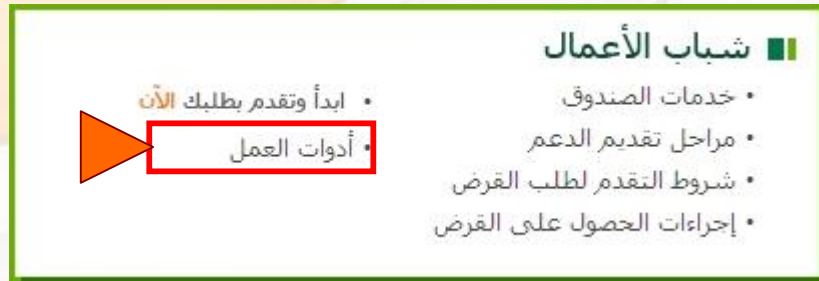 شباب الأعمال
• خدمات الصندوق
• مراحل تقديم الدعم
• شروط التقدم لطلب القرض
• إجراءات الحصول على القرض
• ابدأ وتقدم بطلبك الآن
• أدوات العمل